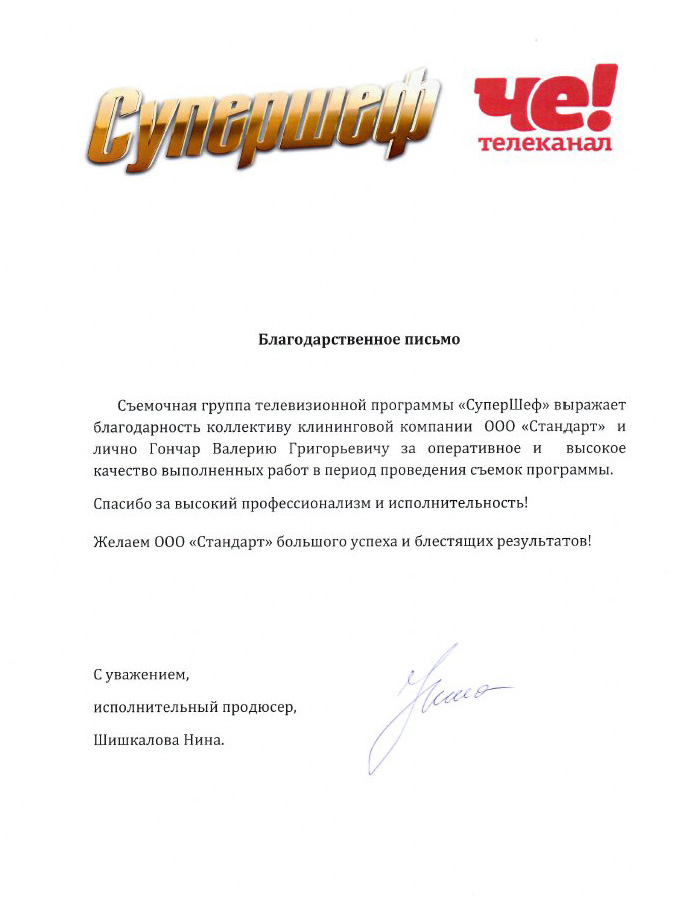 Супершеф
че!
телеканал
Благодарственное письмо
Съемочная группа телевизионной программы «СуперШеф» выражает
благодарность коллективу клининговой компании ООО «Стандарт» и
лично Гончар Валерию Григорьевичу за оперативное и высокое
качество выполненных работ в период проведения съемок программы.
Спасибо за высокий профессионализм и исполнительность!
Желаем ООО «Стандарт» большого успеха и блестящих результатов!
С уважением,
исполнительный продюсер,
Шишкалова Нина.